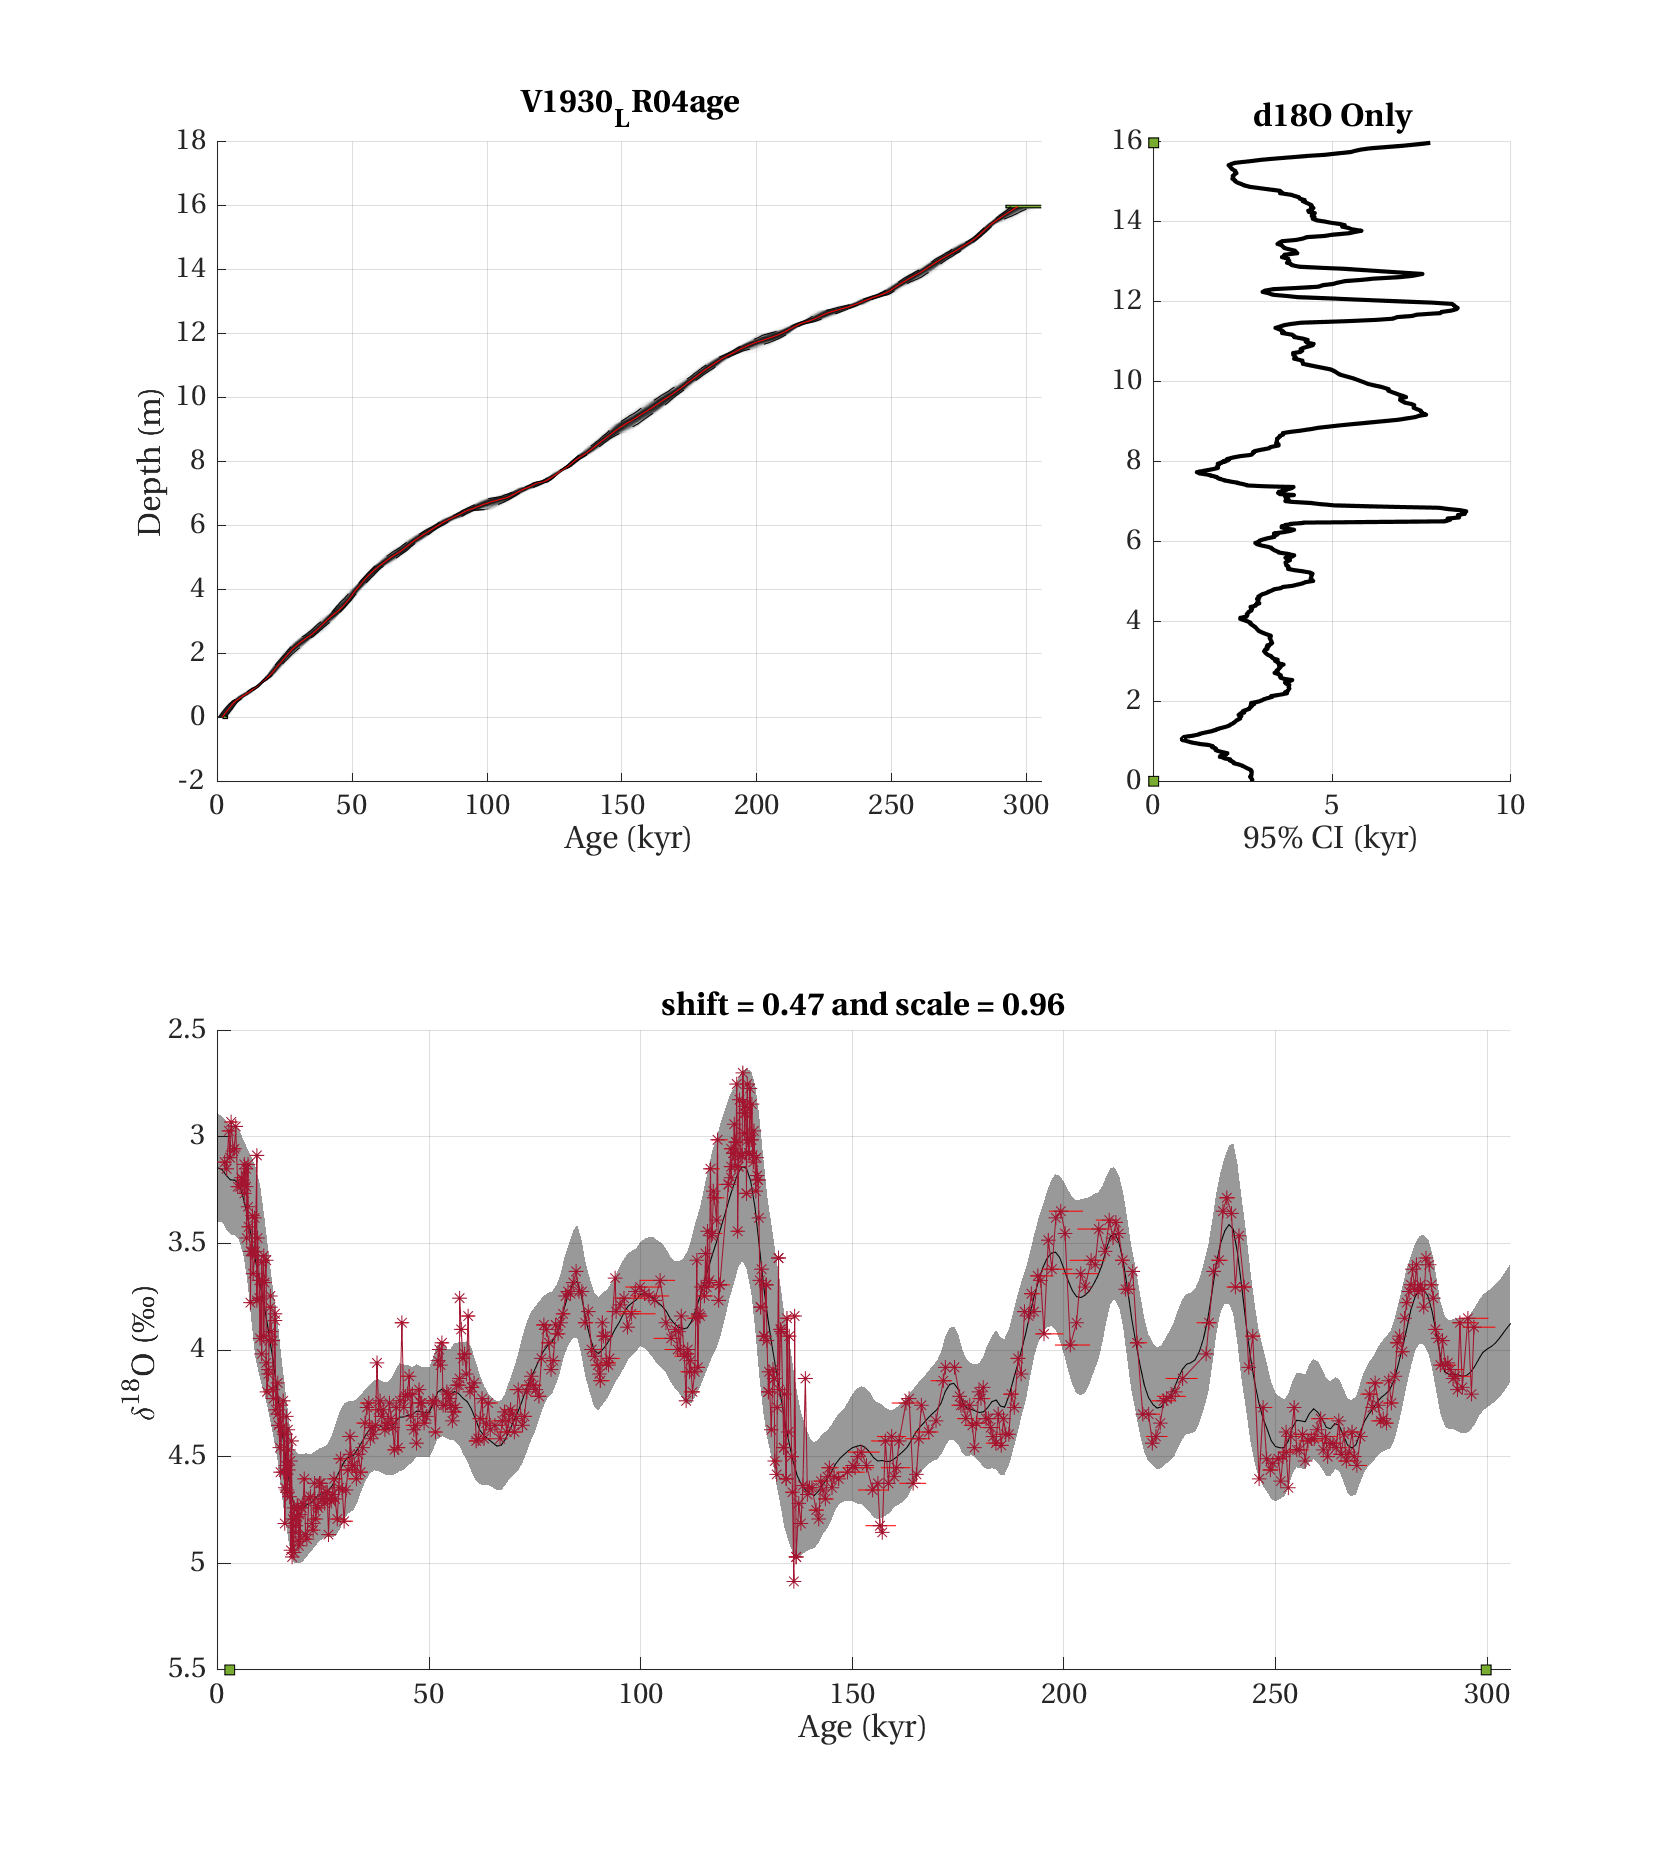 V1930LR04age
18
16
14
12
10
8
6
4
2
0
-2
Depth (m)
0 50 100 150 200 250 300
Age (kyr)
d18O Only
16
14
12
10
8
6
4
2
0
0 5 10
95% CI (kyr)
shift = 0.47 and scale = 0.96
2.5
3
3.5
4
4.5
5
5.5
δ18O (‰)
0 50 100 150 200 250 300
Age (kyr)